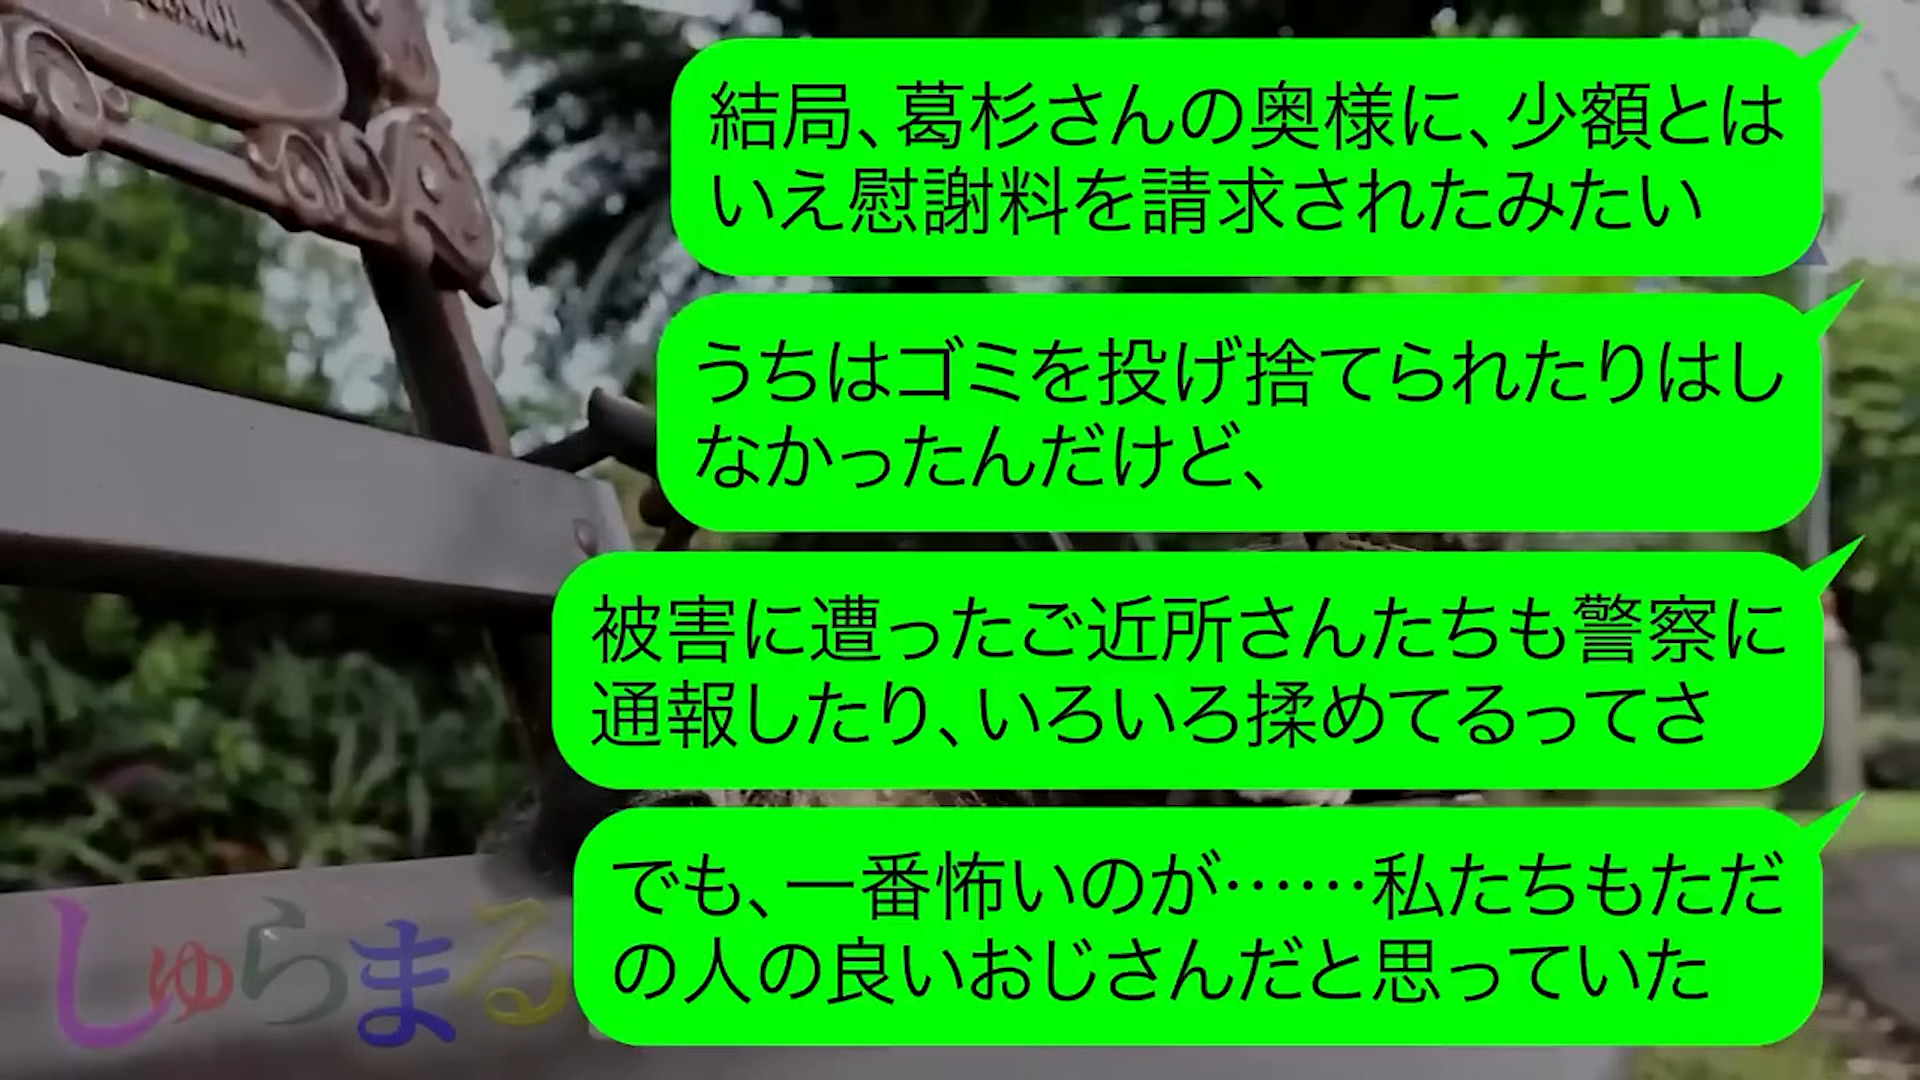 結局、葛杉さんの奥様に、少額とは
いえ慰謝料を請求されたみたい
うちはゴミを投げ捨てられたりはし
なかったんだけど、
被害に遭ったご近所さんたちも警察に
通報したり、いろいろ揉めてるってさ
でも、一番怖いのが……私たちもただ
の人の良いおじさんだと思っていた
しゅらまる